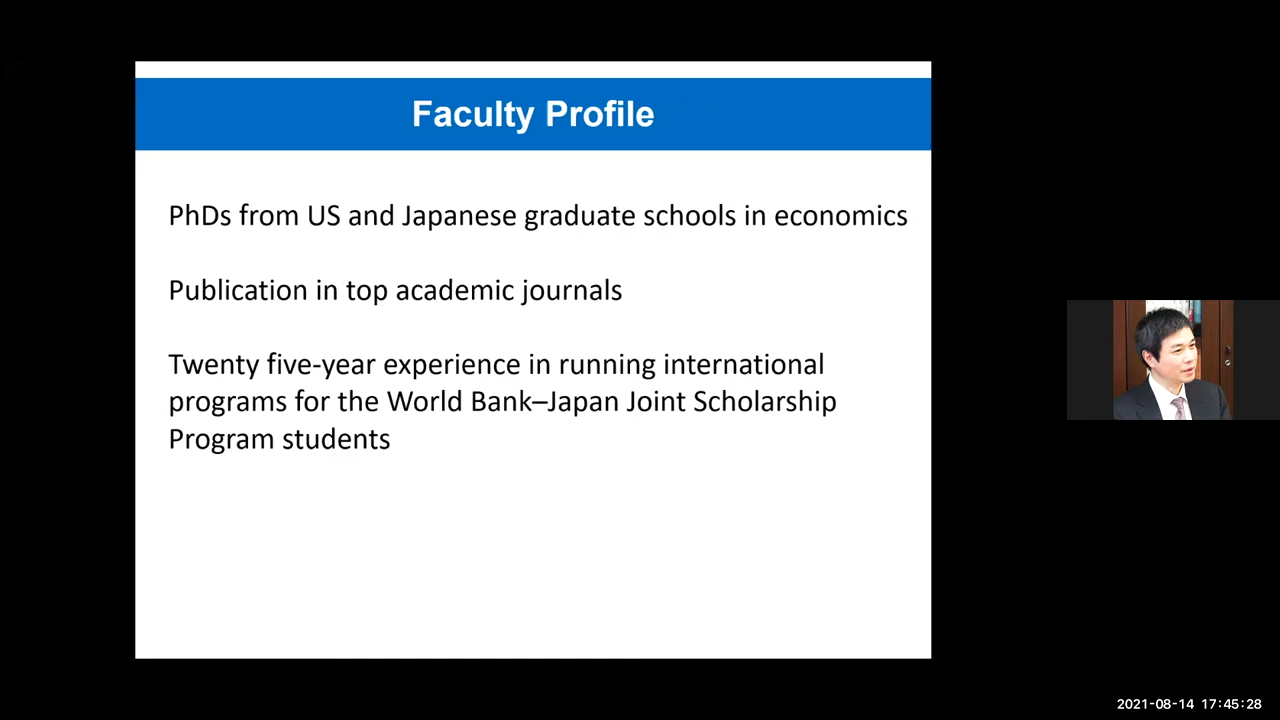 Faculty Profile
PhDs from US and Japanese graduate schools in economics
Publication in top academic journals
Twenty five-year experience in running international
programs for the World Bank–Japan Joint Scholarship
Program students
2021-08-14 17:45:28